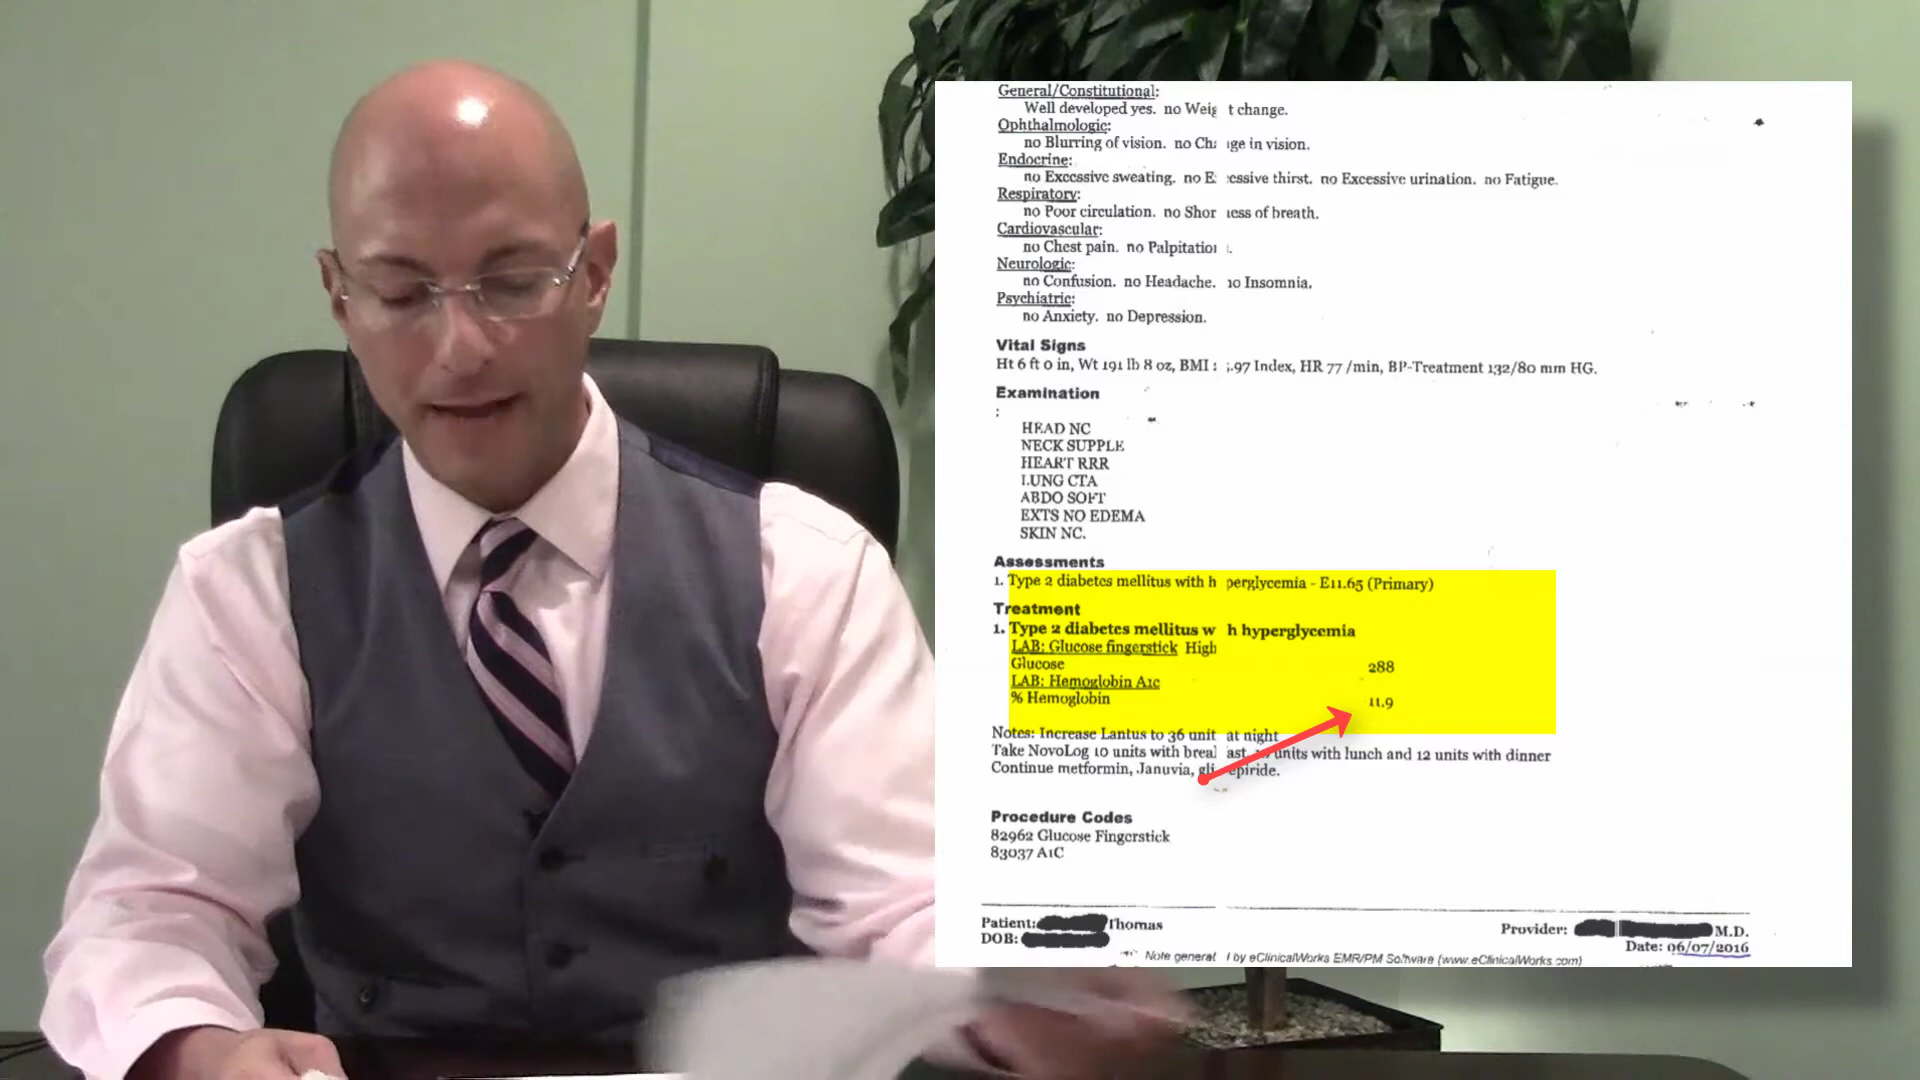 General/Constitutional:
Well developed yes. no Weig t change.
Ophthalmologic:
no Blurring of vision. no Cha ge in vision.
Endocrine:
no Excessive sweating. no E cessive thirst. no Excessive urination. no Fatigue.
Respiratory:
no Poor circulation. no Shor ness of breath.
Cardiovascular:
no Chest pain. no Palpitation .
Neurologic:
no Confusion. no Headache. no Insomnia.
Psychiatric:
no Anxiety. no Depression.
Vital Signs
Ht 6 ft 0 in, Wt 191 lb 8 oz, BMI .97 Index, HR 77 /min, BP-Treatment 132/80 mm HG.
Examination
:
HEAD NC
NECK SUPPLE
HEART RRR
LUNG CTA
ABDO SOFT
EXTS NO EDEMA
SKIN NC.
Assessments
1. Type 2 diabetes mellitus with h perglycemia - E11.65 (Primary)
Treatment
1. Type 2 diabetes mellitus w h hyperglycemia
LAB: Glucose fingerstick High
Glucose 288
LAB: Hemoglobin A1c
% Hemoglobin 11.9
Notes: Increase Lantus to 36 unit at night
Take NovoLog 10 units with brea ast, units with lunch and 12 units with dinner
Continue metformin, Januvia, gli epiride.
Procedure Codes
82962 Glucose Fingerstick
83037 A1C
Patient: Thomas
DOB:
Provider: M.D.
Date: 06/07/2016
Note generat d by eClinicalWorks EMR/PM Software (www.eClinicalWorks.com)